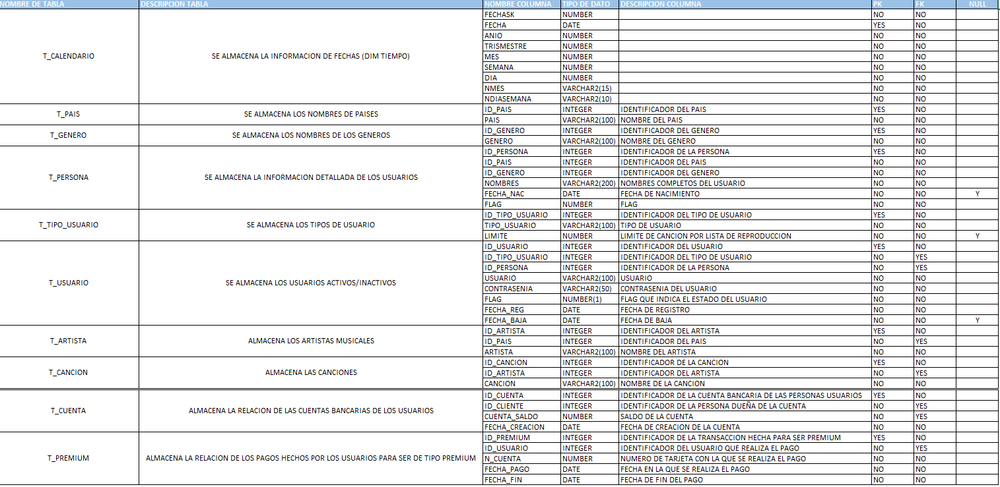 NOMBRE DE TABLA DESCRIPCION TABLA NOMBRE COLUMNA TIPO DE DATO DESCRIPCION COLUMNA PK FK NULL
T_CALENDARIO SE ALMACENA LA INFORMACION DE FECHAS (DIM TIEMPO)
FECHASK NUMBER NO NO
FECHA DATE YES NO
ANIO NUMBER NO NO
TRISMESTRE NUMBER NO NO
MES NUMBER NO NO
SEMANA NUMBER NO NO
DIA NUMBER NO NO
NMES VARCHAR2(15) NO NO
NDIASEMANA VARCHAR2(10) NO NO
T_PAIS SE ALMACENA LOS NOMBRES DE PAISES
ID_PAIS INTEGER IDENTIFICADOR DEL PAIS YES NO
PAIS VARCHAR2(100) NOMBRE DEL PAIS NO NO
T_GENERO SE ALMACENA LOS NOMBRES DE LOS GENEROS
ID_GENERO INTEGER IDENTIFICADOR DEL GENERO YES NO
GENERO VARCHAR2(100) NOMBRE DEL GENERO NO NO
T_PERSONA SE ALMACENA LA INFORMACION DETALLADA DE LOS USUARIOS
ID_PERSONA INTEGER IDENTIFICADOR DE LA PERSONA YES NO
ID_PAIS INTEGER IDENTIFICADOR DEL PAIS NO NO
ID_GENERO INTEGER IDENTIFICADOR DEL GENERO NO NO
NOMBRES VARCHAR2(200) NOMBRES COMPLETOS DEL USUARIO NO NO
FECHA_NAC DATE FECHA DE NACIMIENTO NO NO Y
FLAG NUMBER FLAG NO NO
T_TIPO_USUARIO SE ALMACENA LOS TIPOS DE USUARIO
ID_TIPO_USUARIO INTEGER IDENTIFICADOR DEL TIPO DE USUARIO YES NO
TIPO_USUARIO VARCHAR2(100) TIPO DE USUARIO NO NO
LIMITE NUMBER LIMITE DE CANCION POR LISTA DE REPRODUCCION NO NO Y
T_USUARIO SE ALMACENA LOS USUARIOS ACTIVOS/INACTIVOS
ID_USUARIO INTEGER IDENTIFICADOR DEL USUARIO YES NO
ID_TIPO_USUARIO INTEGER IDENTIFICADOR DEL TIPO DE USUARIO NO YES
ID_PERSONA INTEGER IDENTIFICADOR DE LA PERSONA NO YES
USUARIO VARCHAR2(100) USUARIO NO NO
CONTRASENIA VARCHAR2(50) CONTRASENIA DEL USUARIO NO NO
FLAG NUMBER(1) FLAG QUE INDICA EL ESTADO DEL USUARIO NO NO
FECHA_REG DATE FECHA DE REGISTRO NO NO
FECHA_BAJA DATE FECHA DE BAJA NO NO Y
T_ARTISTA ALMACENA LOS ARTISTAS MUSICALES
ID_ARTISTA INTEGER IDENTIFICADOR DEL ARTISTA YES NO
ID_PAIS INTEGER IDENTIFICADOR DEL PAIS NO YES
ARTISTA VARCHAR2(100) NOMBRE DEL ARTISTA NO NO
T_CANCION ALMACENA LAS CANCIONES
ID_CANCION INTEGER IDENTIFICADOR DE LA CANCION YES NO
ID_ARTISTA INTEGER IDENTIFICADOR DEL ARTISTA NO YES
CANCION VARCHAR2(100) NOMBRE DE LA CANCION NO NO
T_CUENTA ALMACENA LA RELACION DE LAS CUENTAS BANCARIAS DE LOS USUARIOS
ID_CUENTA INTEGER IDENTIFICADOR DE LA CUENTA BANCARIA DE LAS PERSONAS USUARIOS YES NO
ID_CLIENTE INTEGER IDENTIFICADOR DE LA PERSONA DUEÑA DE LA CUENTA NO YES
CUENTA_SALDO NUMBER SALDO DE LA CUENTA NO YES
FECHA_CREACION DATE FECHA DE CREACION DE LA CUENTA NO NO
T_PREMIUM ALMACENA LA RELACION DE LOS PAGOS HECHOS POR LOS USUARIOS PARA SER DE TIPO PREMIUM
ID_PREMIUM INTEGER IDENTIFICADOR DE LA TRANSACCION HECHA PARA SER PREMIUM YES NO
ID_USUARIO INTEGER IDENTIFICADOR DEL USUARIO QUE REALIZA EL PAGO NO YES
N_CUENTA NUMBER NUMERO DE TARJETA CON LA QUE SE REALIZA EL PAGO NO NO
FECHA_PAGO DATE FECHA EN LA QUE SE REALIZA EL PAGO NO NO
FECHA_FIN DATE FECHA DE FIN DEL PAGO NO NO